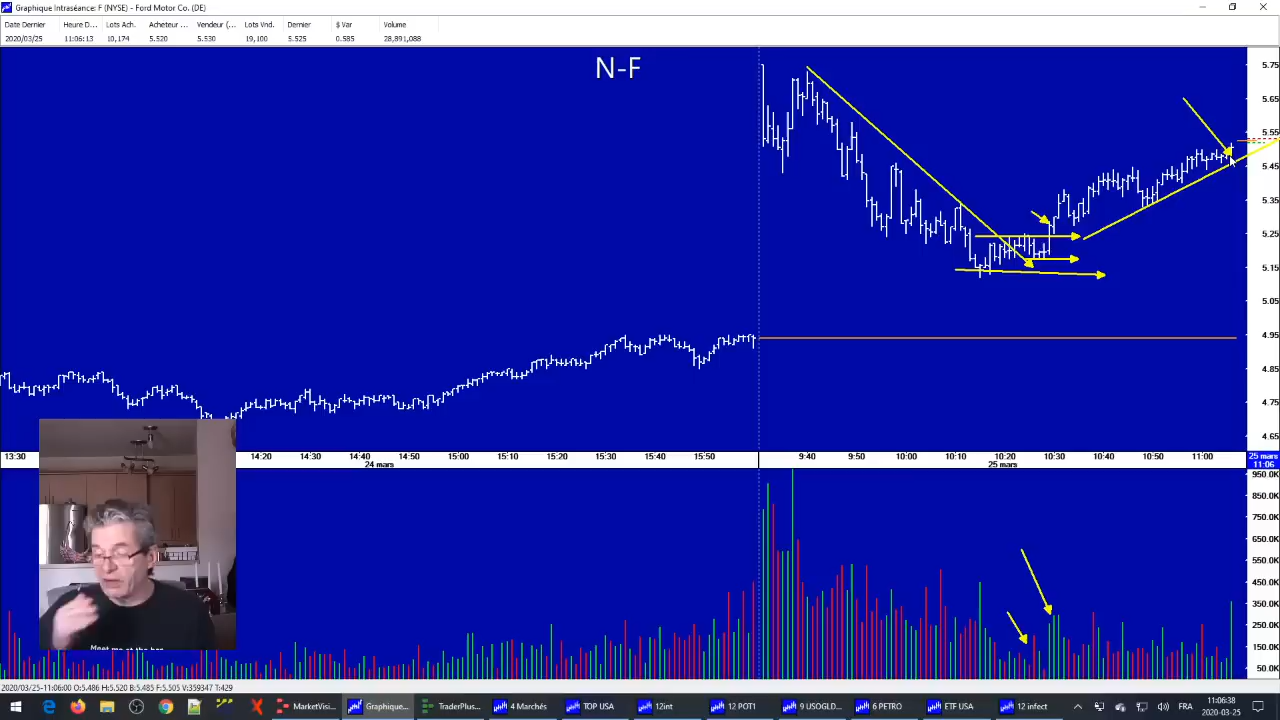 Graphique Intraséance: F (NYSE) - Ford Motor Co. (DE)
Date Dernier Heure D... Lots Ach. Acheteur ... Vendeur (... Lots Vnd. Dernier $ Var Volume
2020/03/25 11:06:13 10,174 5.520 5.530 19,100 5.525 0.585 28,891,088
N-F
5.75
5.65
5.55
5.45
5.35
5.25
5.15
5.05
4.95
4.85
4.75
4.65
13:30 14:20 14:30 14:40 14:50 15:00 15:10 15:20 15:30 15:40 15:50 9:40 9:50 10:00 10:10 10:20 10:30 10:40 10:50 11:00 25 mars
24 mars 25 mars 11:06
950.0K
850.0K
750.0K
650.0K
550.0K
450.0K
350.0K
250.0K
150.0K
50.0K
Meet me at the bar
2020/03/25-11:06:00 O:5.486 H:5.520 B:5.485 F:5.505 V:359347 T:429
MarketVisi... Graphique... TraderPlus... 4 Marchés TOP USA 12int 12 POT1 9 USOGLD... 6 PETRO ETF USA 12 infect FRA 11:06:38
2020-03-25